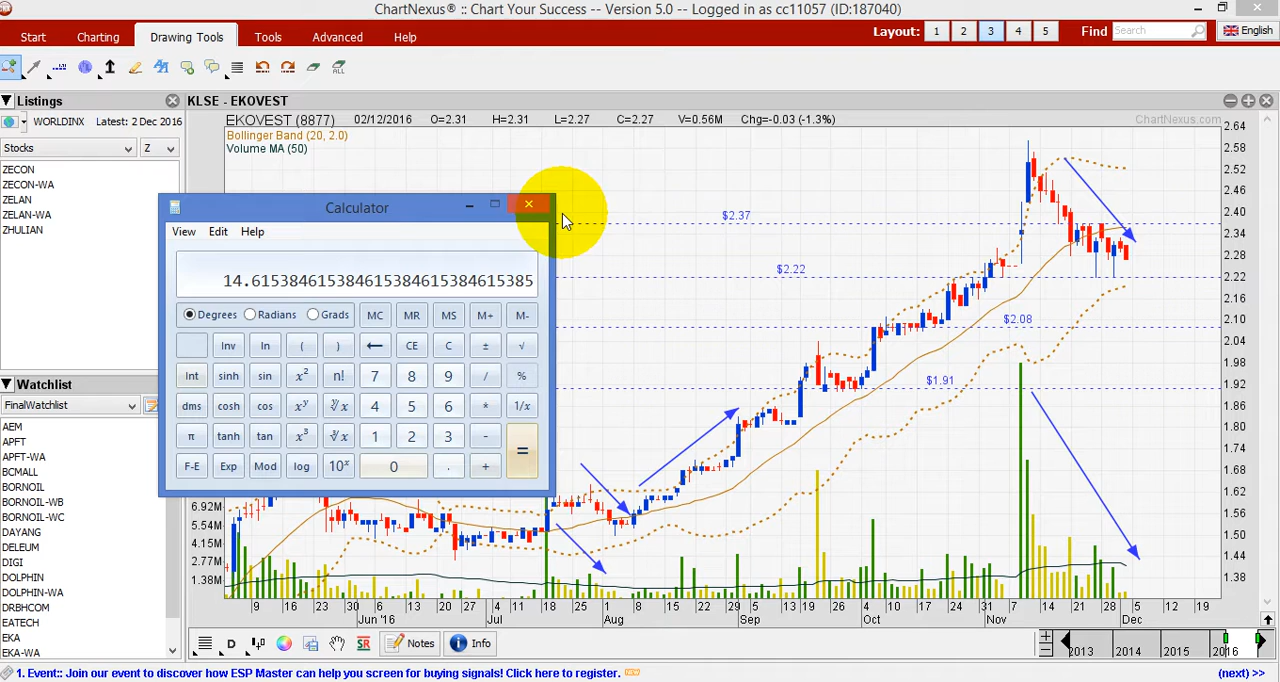 ChartNexus® :: Chart Your Success -- Version 5.0 -- Logged in as cc11057 (ID:187040)
Start Charting Drawing Tools Tools Advanced Help Layout: 1 2 3 4 5 Find Search English
ALL
Listings
WORLDINX Latest: 2 Dec 2016
Stocks Z
ZECON
ZECON-WA
ZELAN
ZELAN-WA
ZHULIAN
Watchlist
FinalWatchlist
AEM
APFT
APFT-WA
BCMALL
BORNOIL
BORNOIL-WB
BORNOIL-WC
DAYANG
DELEUM
DIGI
DOLPHIN
DOLPHIN-WA
DRBHCOM
EATECH
EKA
EKA-WA
KLSE - EKOVEST
EKOVEST (8877) 02/12/2016 O=2.31 H=2.31 L=2.27 C=2.27 V=0.56M Chg=-0.03 (-1.3%)
ChartNexus.com
Bollinger Band (20, 2.0)
Volume MA (50)
Calculator
View Edit Help
14.615384615384615384615384615385
Degrees Radians Grads MC MR MS M+ M-
Inv ln ( ) ← CE C ± √
Int sinh sin x² n! 7 8 9 / %
dms cosh cos xʸ ʸ√x 4 5 6 * 1/x
π tanh tan x³ ³√x 1 2 3 - =
F-E Exp Mod log 10ˣ 0 . +
$2.37
$2.22
$2.08
$1.91
2.64
2.58
2.52
2.46
2.40
2.34
2.28
2.22
2.16
2.10
2.04
1.98
1.92
1.86
1.80
1.74
1.68
1.62
1.56
1.50
1.44
1.38
6.92M
5.54M
4.15M
2.77M
1.38M
9 16 23 30 6 13 20 27 4 11 18 25 1 8 15 22 29 5 13 19 26 4 10 17 24 31 7 14 21 28 5 12 19
Jun '16 Jul Aug Sep Oct Nov Dec
D SR Notes Info
2013 2014 2015 2016
1. Event:: Join our event to discover how ESP Master can help you screen for buying signals! Click here to register. NEW (next) >>